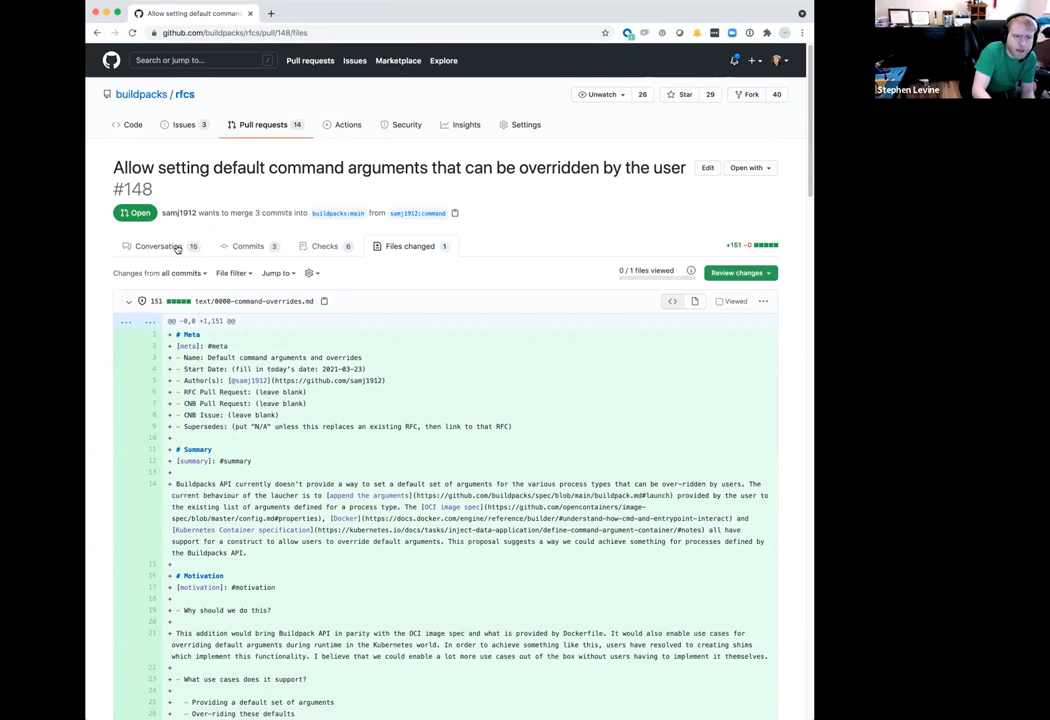 Allow setting default comman
github.com/buildpacks/rfcs/pull/148/files
Stephen Levine
Search or jump to...
/
Pull requests
Issues
Marketplace
Explore
buildpacks / rfcs
Unwatch
26
Star
29
Fork
40
Code
Issues 3
Pull requests 14
Actions
Security
Insights
Settings
Allow setting default command arguments that can be overridden by the user
#148
Edit
Open with
Open
samj1912 wants to merge 3 commits into buildpacks:main from samj1912:command
Conversation 15
Commits 3
Checks 6
Files changed 1
+151 −0
Changes from all commits
File filter
Jump to
0 / 1 files viewed
Review changes
151 text/0000-command-overrides.md
Viewed
... ... @@ -0,0 +1,151 @@
1 + # Meta
2 + [meta]: #meta
3 + - Name: Default command arguments and overrides
4 + - Start Date: (fill in today's date: 2021-03-23)
5 + - Author(s): [@samj1912](https://github.com/samj1912)
6 + - RFC Pull Request: (leave blank)
7 + - CNB Pull Request: (leave blank)
8 + - CNB Issue: (leave blank)
9 + - Supersedes: (put "N/A" unless this replaces an existing RFC, then link to that RFC)
10 +
11 + # Summary
12 + [summary]: #summary
13 +
14 + Buildpacks API currently doesn't provide a way to set a default set of arguments for the various process types that can be over-ridden by users. The
current behaviour of the laucher is to [append the arguments](https://github.com/buildpacks/spec/blob/main/buildpack.md#launch) provided by the user to
the existing list of arguments defined for a process type. The [OCI image spec](https://github.com/opencontainers/image-
spec/blob/master/config.md#properties), [Docker](https://docs.docker.com/engine/reference/builder/#understand-how-cmd-and-entrypoint-interact) and
[Kubernetes Container specification](https://kubernetes.io/docs/tasks/inject-data-application/define-command-argument-container/#notes) all have
support for a construct to allow users to override default arguments. This proposal suggests a way we could achieve something for processes defined by
the Buildpacks API.
15 +
16 + # Motivation
17 + [motivation]: #motivation
18 +
19 + - Why should we do this?
20 +
21 + This addition would bring Buildpack API in parity with the OCI image spec and what is provided by Dockerfile. It would also enable use cases for
overriding default arguments during runtime in the Kubernetes world. In order to achieve something like this, users have resolved to creating shims
which implement this functionality. I believe that we could enable a lot more use cases out of the box without users having to implement it themselves.
22 +
23 + - What use cases does it support?
24 +
25 + - Providing a default set of arguments
26 + - Over-riding these defaults